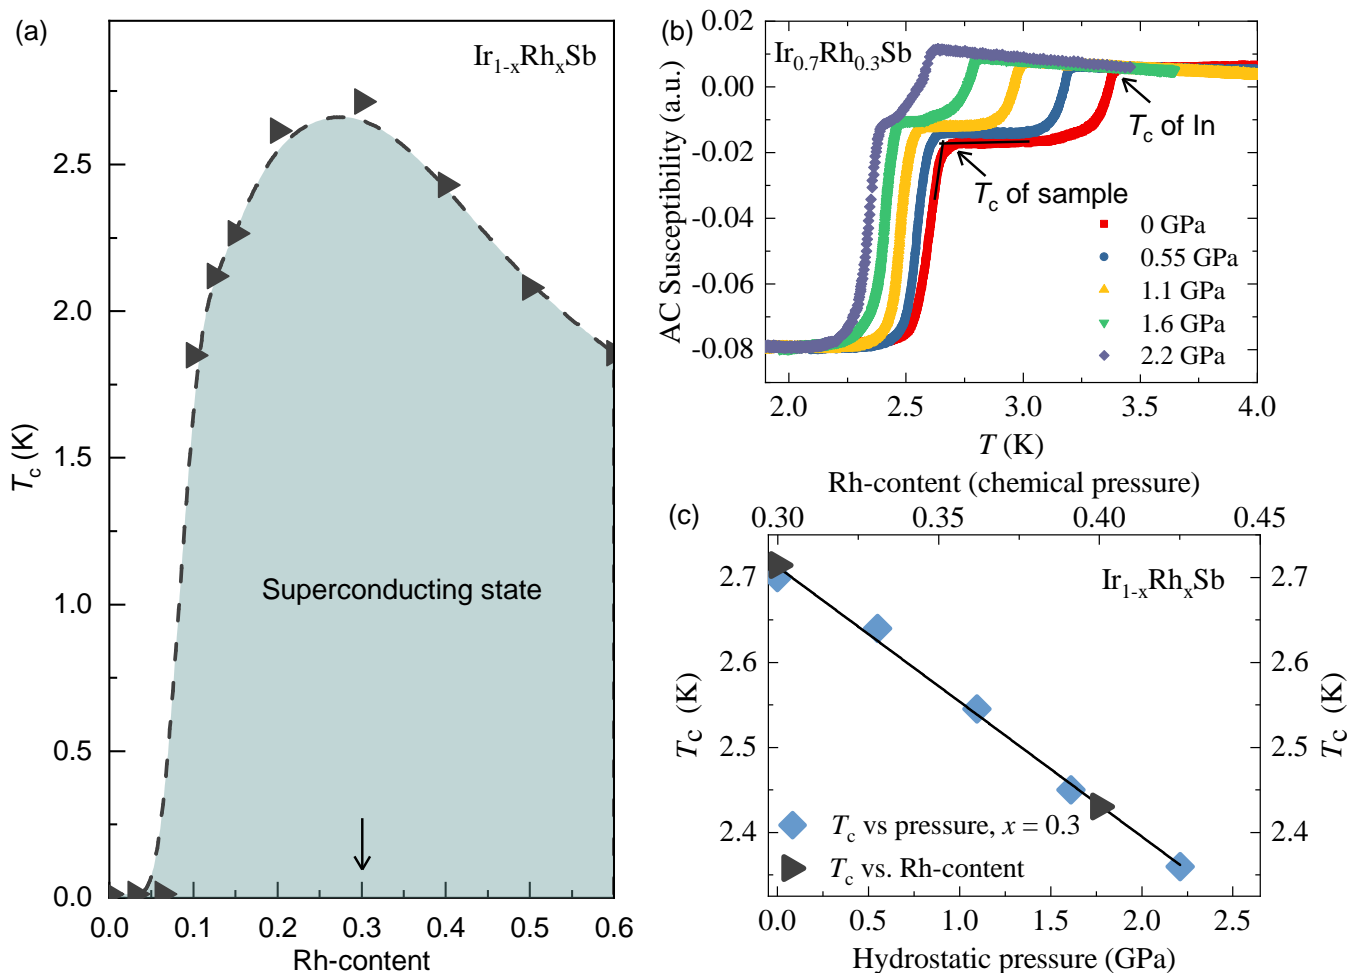 (a)
Ir1-xRhxSb
2.5
2.0
1.5
1.0
0.5
0.0
Tc (K)
Superconducting state
0.0 0.1 0.2 0.3 0.4 0.5 0.6
Rh-content
(b)
Ir0.7Rh0.3Sb
0.02
0.00
-0.02
-0.04
-0.06
-0.08
AC Susceptibility (a.u.)
Tc of In
Tc of sample
0 GPa
0.55 GPa
1.1 GPa
1.6 GPa
2.2 GPa
2.0 2.5 3.0 3.5 4.0
T (K)
Rh-content (chemical pressure)
(c)
0.30 0.35 0.40 0.45
Ir1-xRhxSb
2.7 2.7
2.6 2.6
2.5 2.5
2.4 2.4
Tc (K)
Tc (K)
Tc vs pressure, x = 0.3
Tc vs. Rh-content
0.0 0.5 1.0 1.5 2.0 2.5
Hydrostatic pressure (GPa)